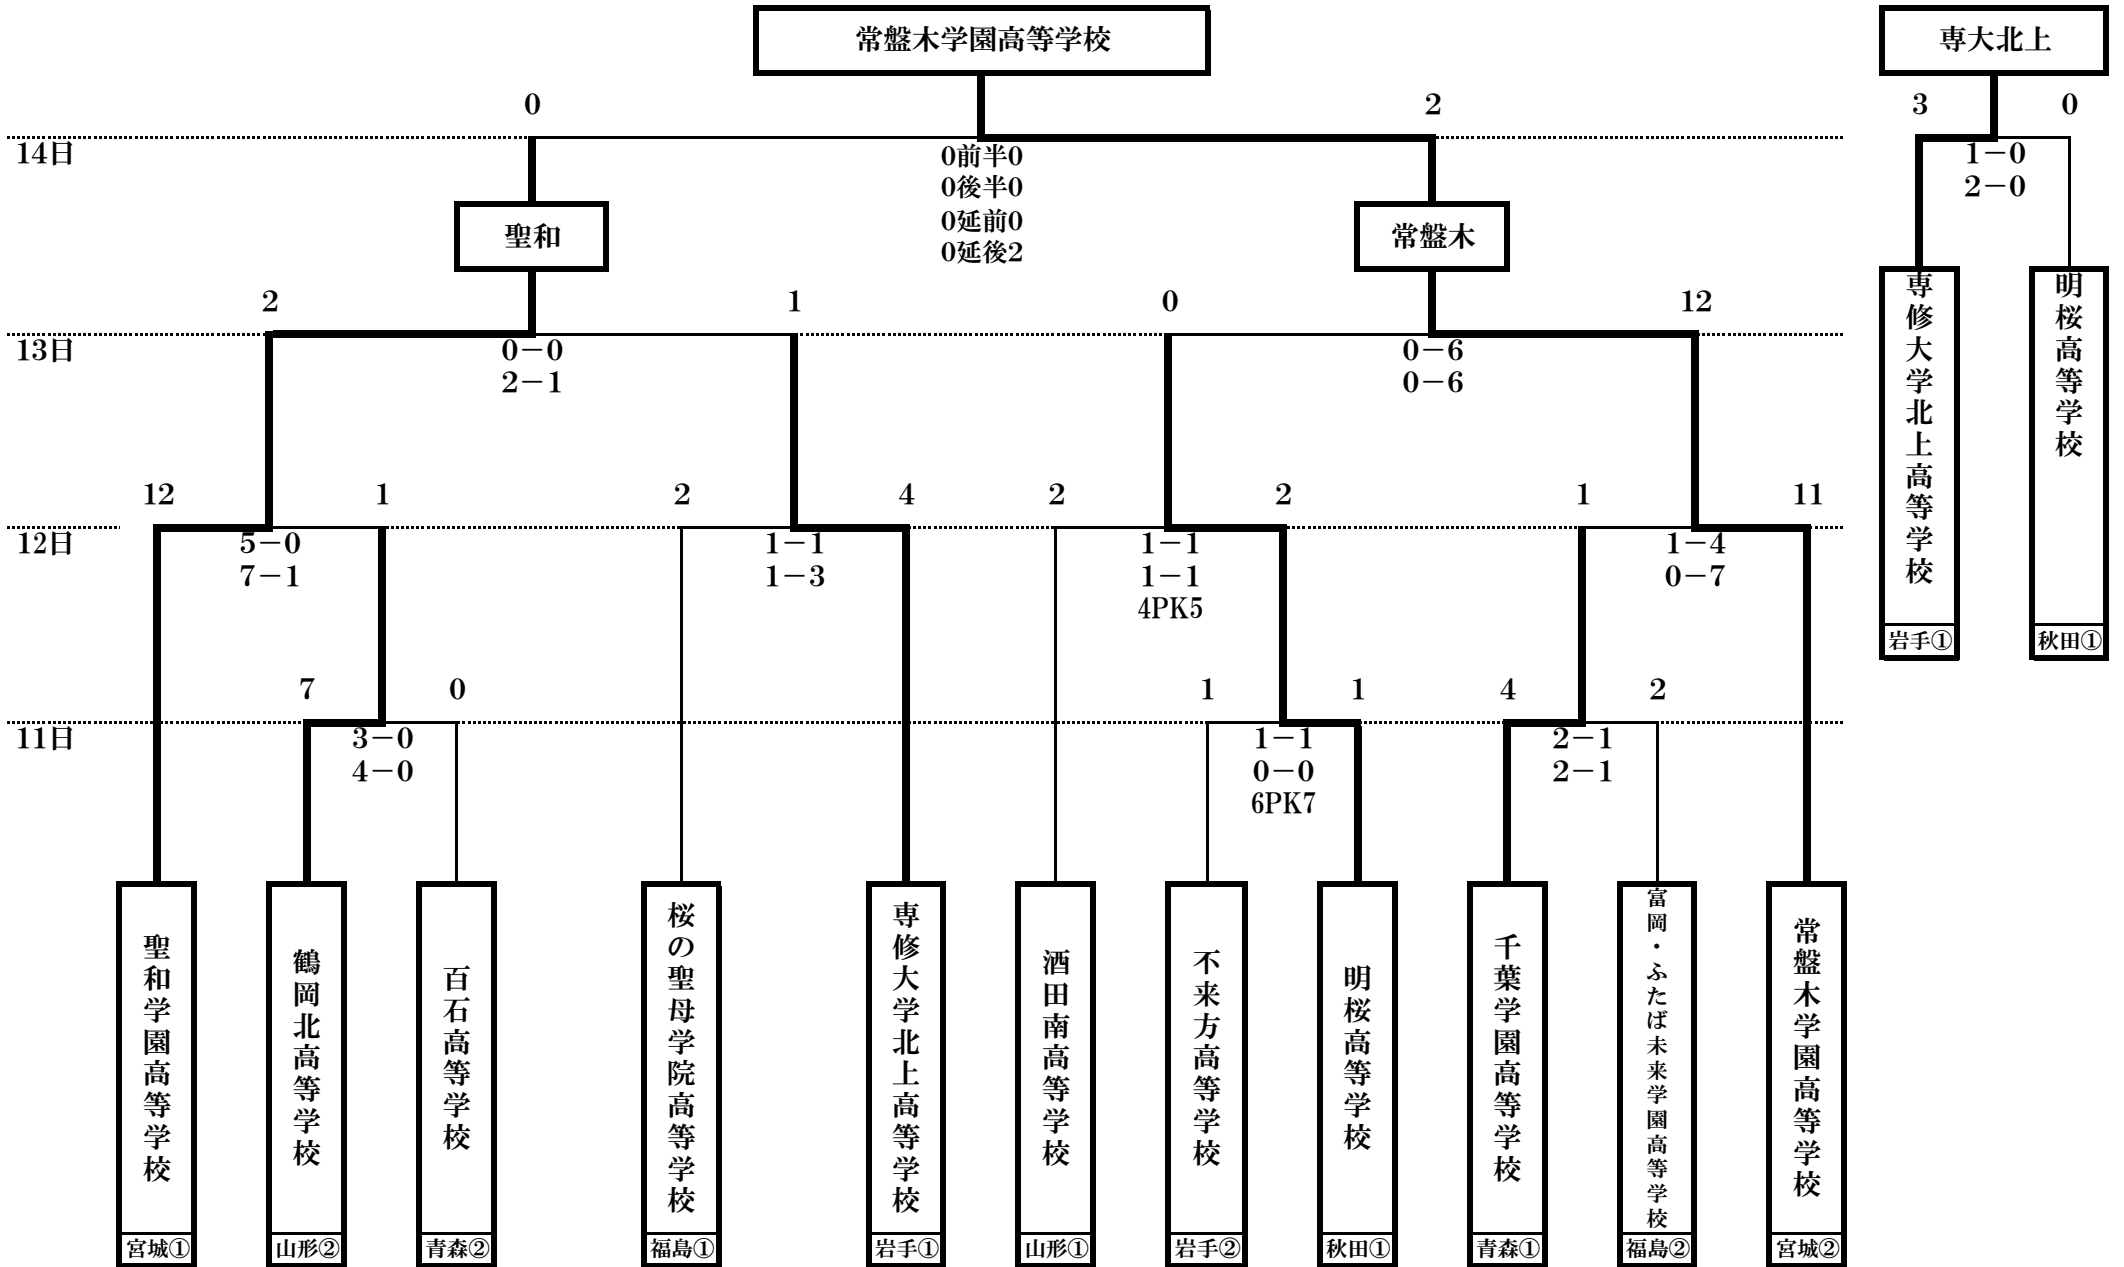 常盤木学園高等学校
専大北上
0
2
3
0
14日
0前半0
0後半0
0延前0
0延後2
1－0
2－0
聖和
常盤木
2
1
0
12
13日
0－0
2－1
0－6
0－6
専修大学北上高等学校
岩手①
明桜高等学校
秋田①
12
1
2
4
2
2
1
11
12日
5－0
7－1
1－1
1－3
1－1
1－1
4PK5
1－4
0－7
7
0
1
1
4
2
11日
3－0
4－0
1－1
0－0
6PK7
2－1
2－1
聖和学園高等学校
宮城①
鶴岡北高等学校
山形②
百石高等学校
青森②
桜の聖母学院高等学校
福島①
専修大学北上高等学校
岩手①
酒田南高等学校
山形①
不来方高等学校
岩手②
明桜高等学校
秋田①
千葉学園高等学校
青森①
富岡・ふたば未来学園高等学校
福島②
常盤木学園高等学校
宮城②